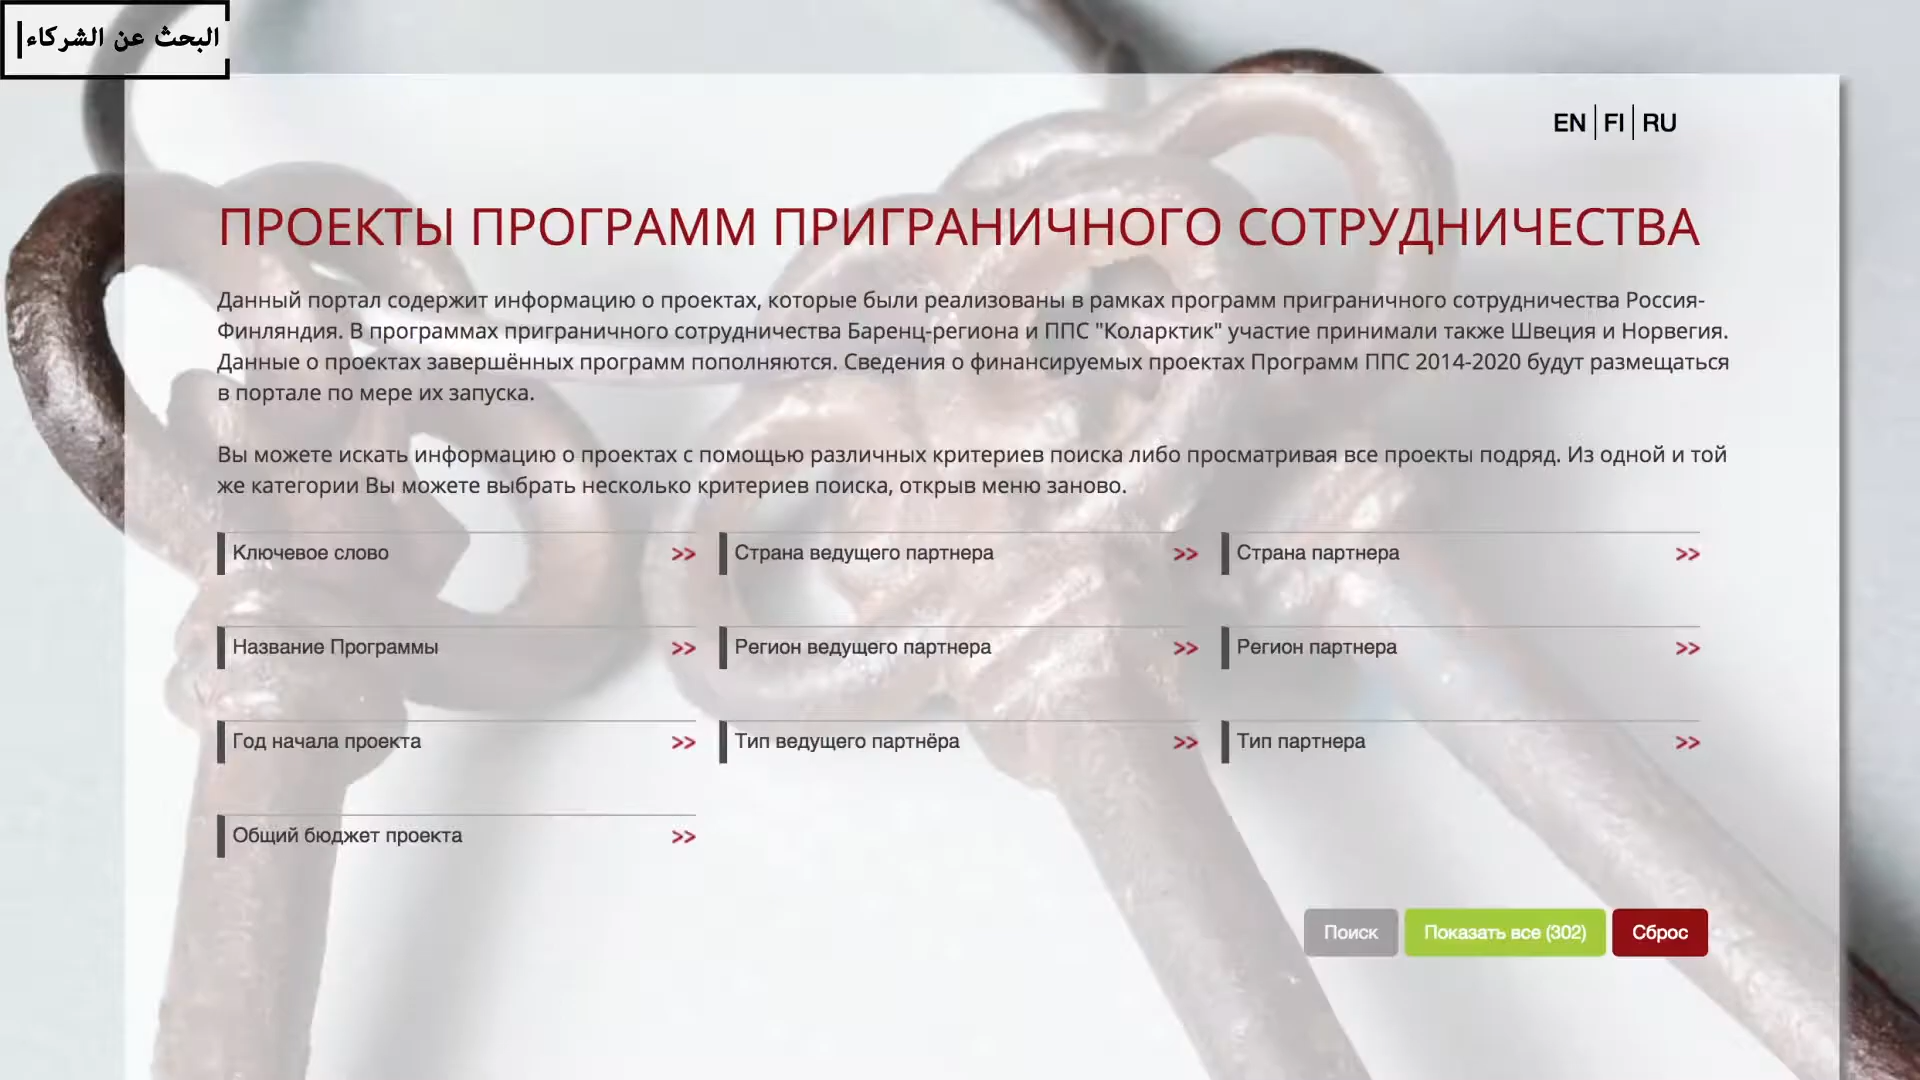 البحث عن الشركاء
EN FI RU
ПРОЕКТЫ ПРОГРАММ ПРИГРАНИЧНОГО СОТРУДНИЧЕСТВА
Данный портал содержит информацию о проектах, которые были реализованы в рамках программ приграничного сотрудничества Россия-
Финляндия. В программах приграничного сотрудничества Баренц-региона и ППС "Коларктик" участие принимали также Швеция и Норвегия.
Данные о проектах завершённых программ пополняются. Сведения о финансируемых проектах Программ ППС 2014-2020 будут размещаться
в портале по мере их запуска.
Вы можете искать информацию о проектах с помощью различных критериев поиска либо просматривая все проекты подряд. Из одной и той
же категории Вы можете выбрать несколько критериев поиска, открыв меню заново.
Ключевое слово >> Страна ведущего партнера >> Страна партнера >>
Название Программы >> Регион ведущего партнера >> Регион партнера >>
Год начала проекта >> Тип ведущего партнёра >> Тип партнера >>
Общий бюджет проекта >>
Поиск Показать все (302) Сброс